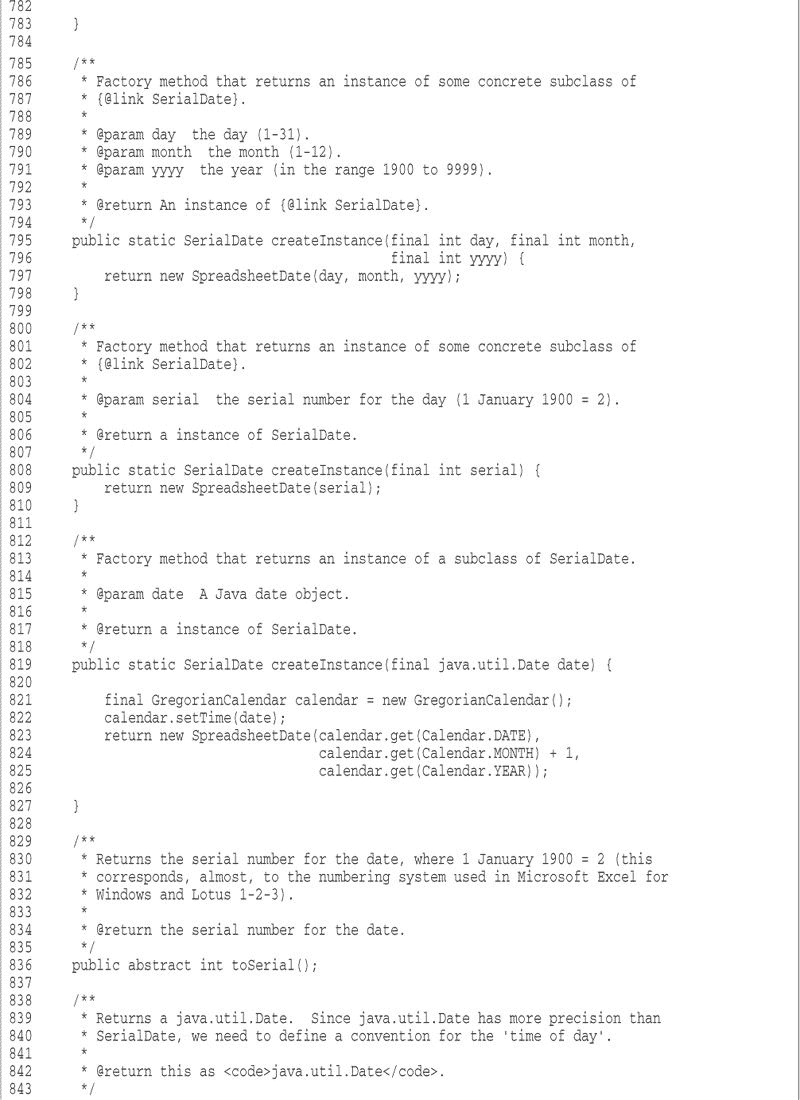 782
783     }
784
785     /**
786      * Factory method that returns an instance of some concrete subclass of
787      * {@link SerialDate}.
788      *
789      * @param day  the day (1-31).
790      * @param month  the month (1-12).
791      * @param yyyy  the year (in the range 1900 to 9999).
792      *
793      * @return An instance of {@link SerialDate}.
794      */
795     public static SerialDate createInstance(final int day, final int month,
796                                             final int yyyy) {
797         return new SpreadsheetDate(day, month, yyyy);
798     }
799
800     /**
801      * Factory method that returns an instance of some concrete subclass of
802      * {@link SerialDate}.
803      *
804      * @param serial  the serial number for the day (1 January 1900 = 2).
805      *
806      * @return a instance of SerialDate.
807      */
808     public static SerialDate createInstance(final int serial) {
809         return new SpreadsheetDate(serial);
810     }
811
812     /**
813      * Factory method that returns an instance of a subclass of SerialDate.
814      *
815      * @param date  A Java date object.
816      *
817      * @return a instance of SerialDate.
818      */
819     public static SerialDate createInstance(final java.util.Date date) {
820
821         final GregorianCalendar calendar = new GregorianCalendar();
822         calendar.setTime(date);
823         return new SpreadsheetDate(calendar.get(Calendar.DATE),
824                                    calendar.get(Calendar.MONTH) + 1,
825                                    calendar.get(Calendar.YEAR));
826
827     }
828
829     /**
830      * Returns the serial number for the date, where 1 January 1900 = 2 (this
831      * corresponds, almost, to the numbering system used in Microsoft Excel for
832      * Windows and Lotus 1-2-3).
833      *
834      * @return the serial number for the date.
835      */
836     public abstract int toSerial();
837
838     /**
839      * Returns a java.util.Date.  Since java.util.Date has more precision than
840      * SerialDate, we need to define a convention for the 'time of day'.
841      *
842      * @return this as <code>java.util.Date</code>.
843      */